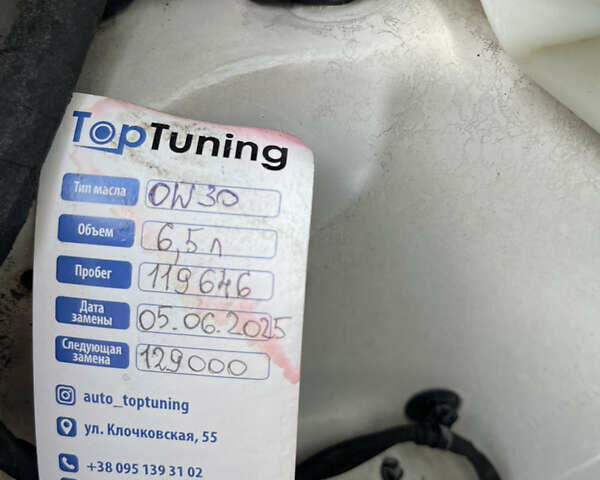 TopTuning
Тип масла 0W30
Объем 6,5 л
Пробег 119646
Дата замены 05.06.2025
Следующая замена 129000
auto_toptuning
ул. Клочковская, 55
+38 095 139 31 02